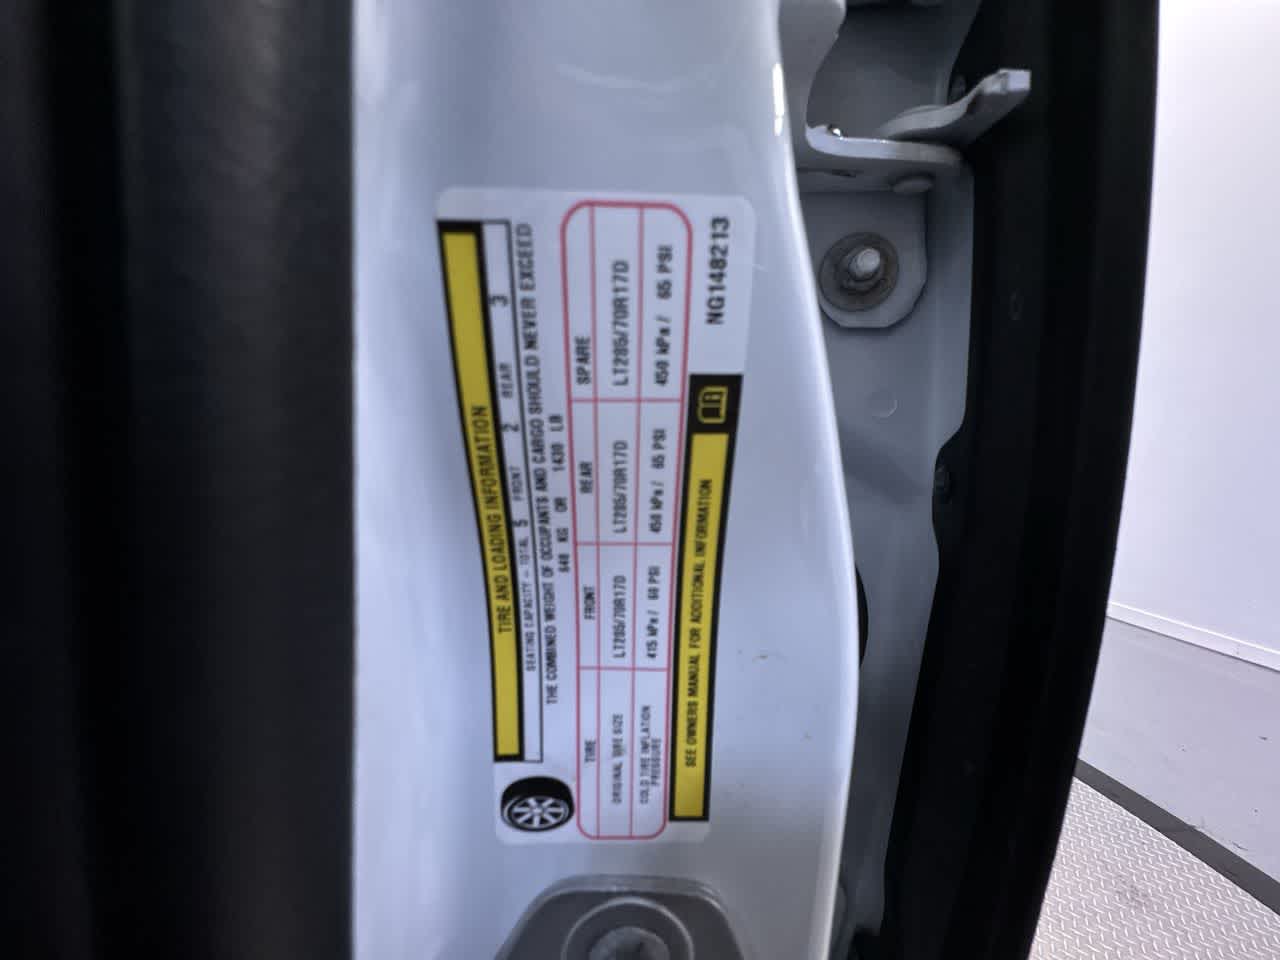 TIRE AND LOADING INFORMATION
SEATING CAPACITY - TOTAL 5 FRONT 2 REAR 3
THE COMBINED WEIGHT OF OCCUPANTS AND CARGO SHOULD NEVER EXCEED
648 KG OR 1430 LB
TIRE FRONT REAR SPARE
ORIGINAL TIRE SIZE LT285/70R17D LT285/70R17D LT285/70R17D
COLD TIRE INFLATION PRESSURE 415 kPa / 60 PSI 450 kPa / 65 PSI 450 kPa / 65 PSI
SEE OWNERS MANUAL FOR ADDITIONAL INFORMATION
NG148213